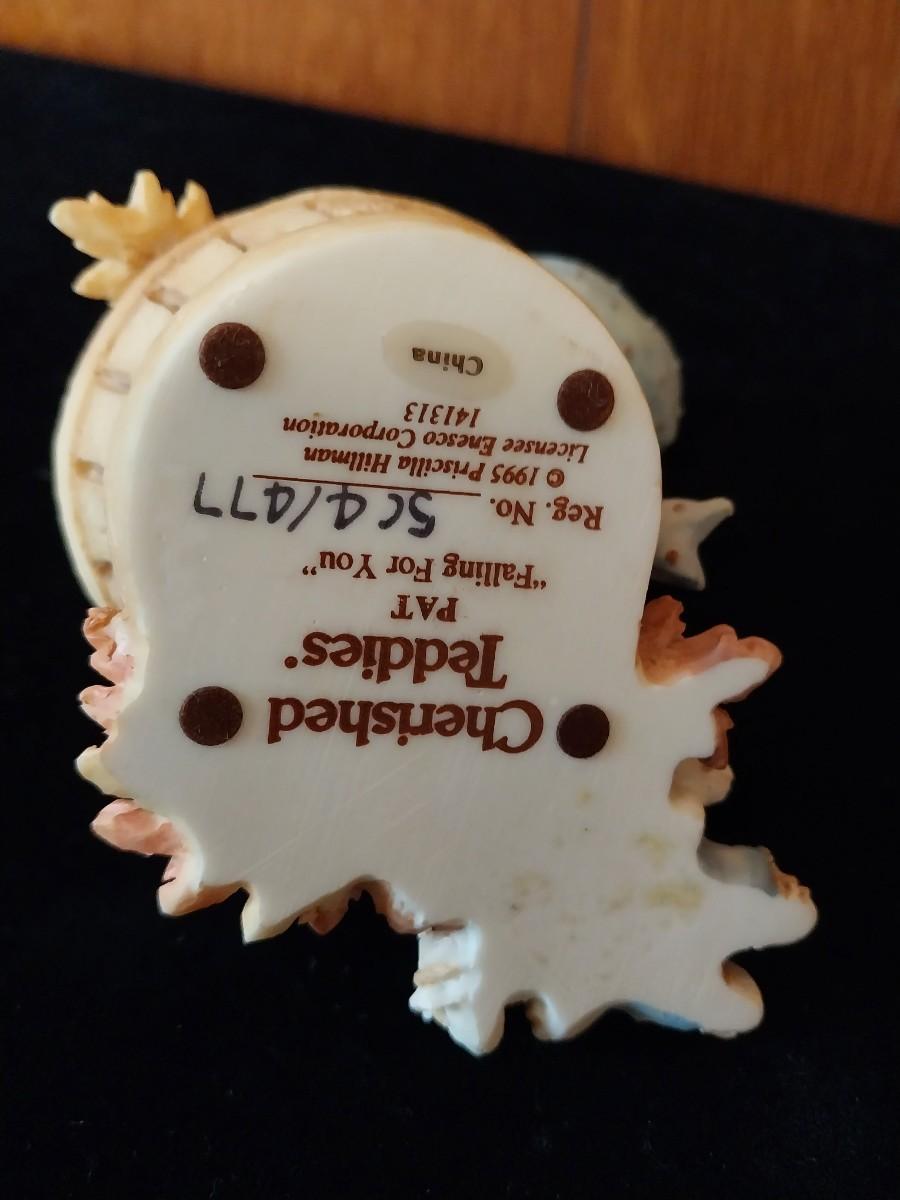 Cherished
Teddies®
PAT
"Falling For You"
Reg. No. 5C4/477
© 1995 Priscilla Hillman
Licensee Enesco Corporation
141313
China